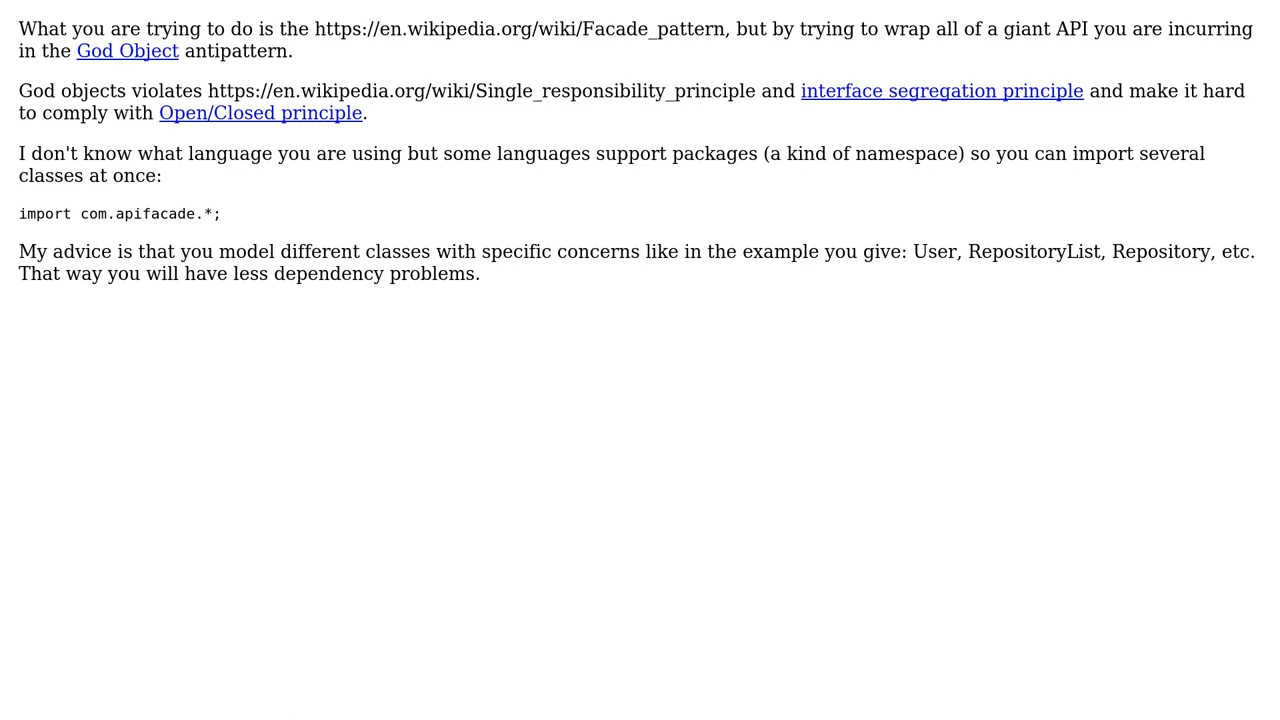 What you are trying to do is the https://en.wikipedia.org/wiki/Facade_pattern, but by trying to wrap all of a giant API you are incurring
in the God Object antipattern.
God objects violates https://en.wikipedia.org/wiki/Single_responsibility_principle and interface segregation principle and make it hard
to comply with Open/Closed principle.
I don't know what language you are using but some languages support packages (a kind of namespace) so you can import several
classes at once:
import com.apifacade.*;
My advice is that you model different classes with specific concerns like in the example you give: User, RepositoryList, Repository, etc.
That way you will have less dependency problems.